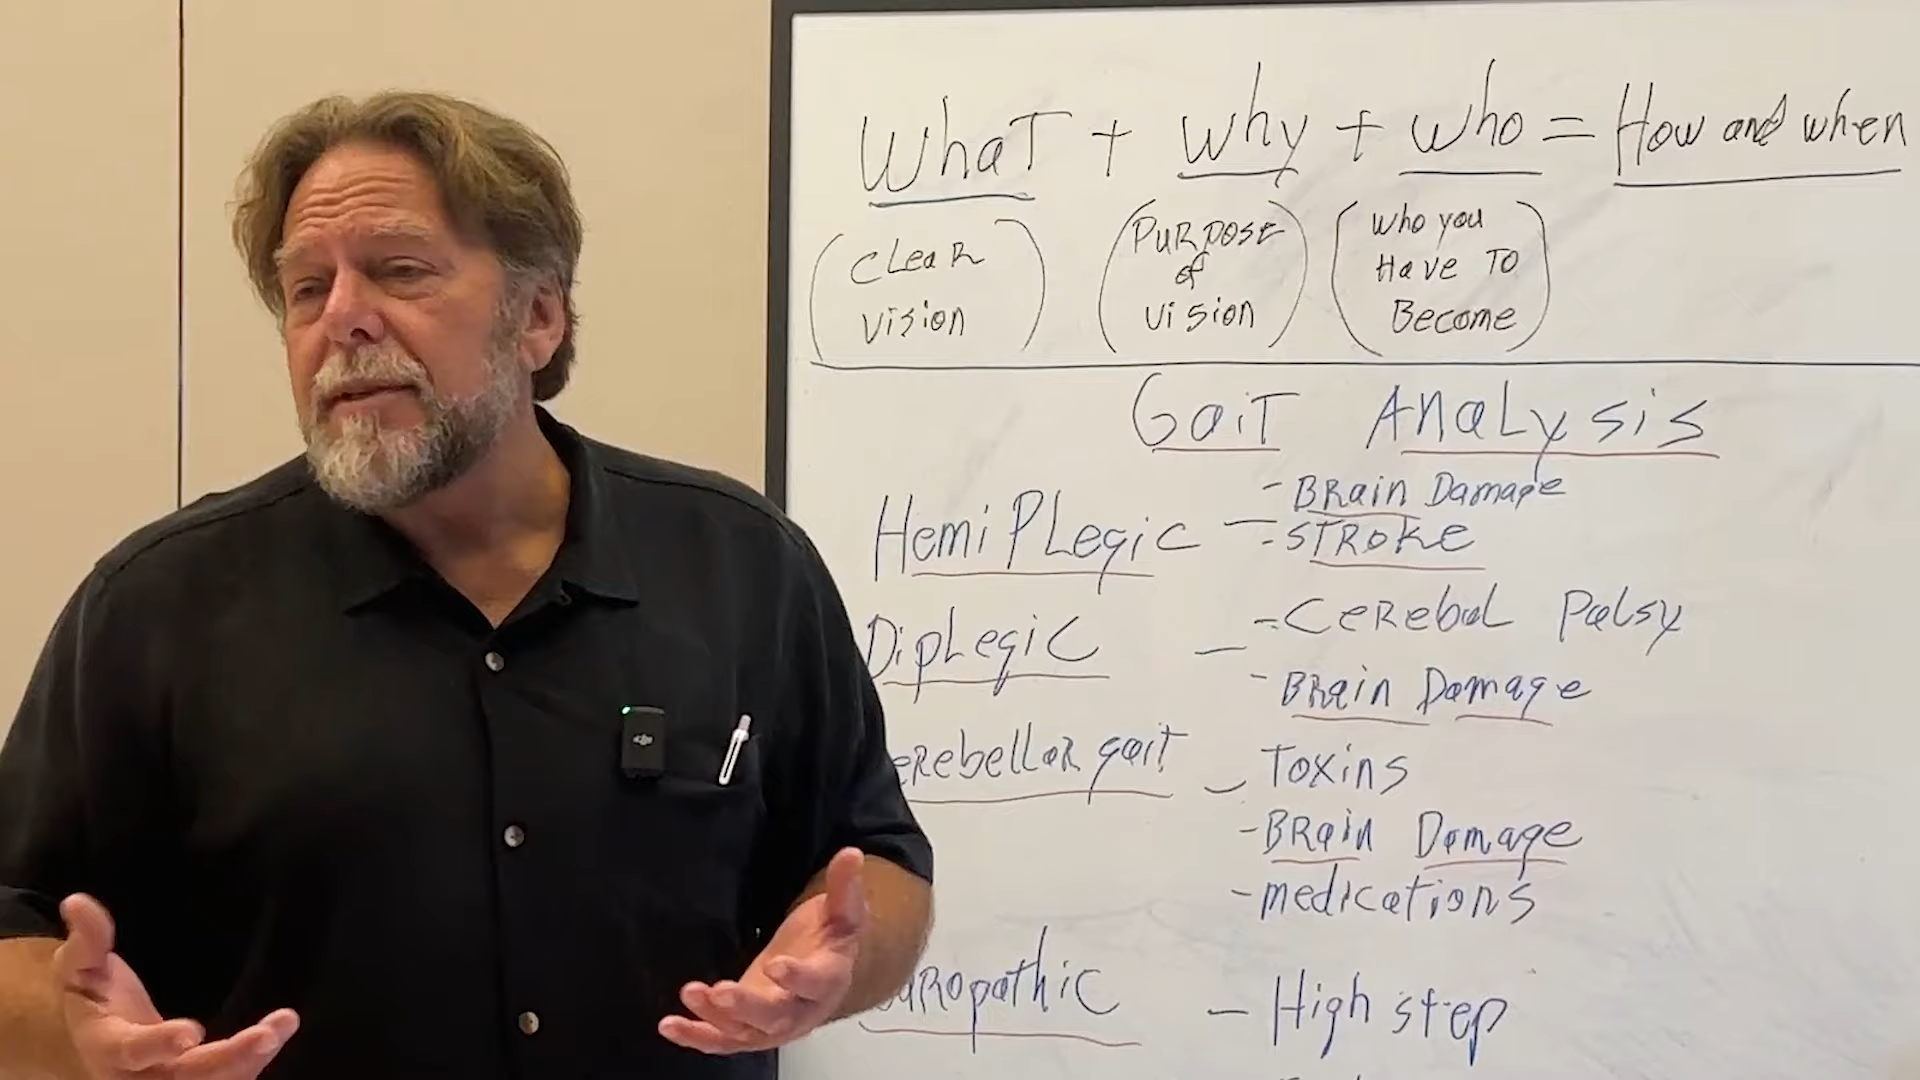 WhaT + why + who = How and when
(CLeaR vision) (PURPOSE of vision) (who you Have To Become)
GaiT AnaLysis
HemiPLegic - BRain Damage
- STROKE
DipLegic - CeRebal Palsy
- BRain Damage
eRebellaR gait - Toxins
- BRain Damage
- medications
uRopathic - High step